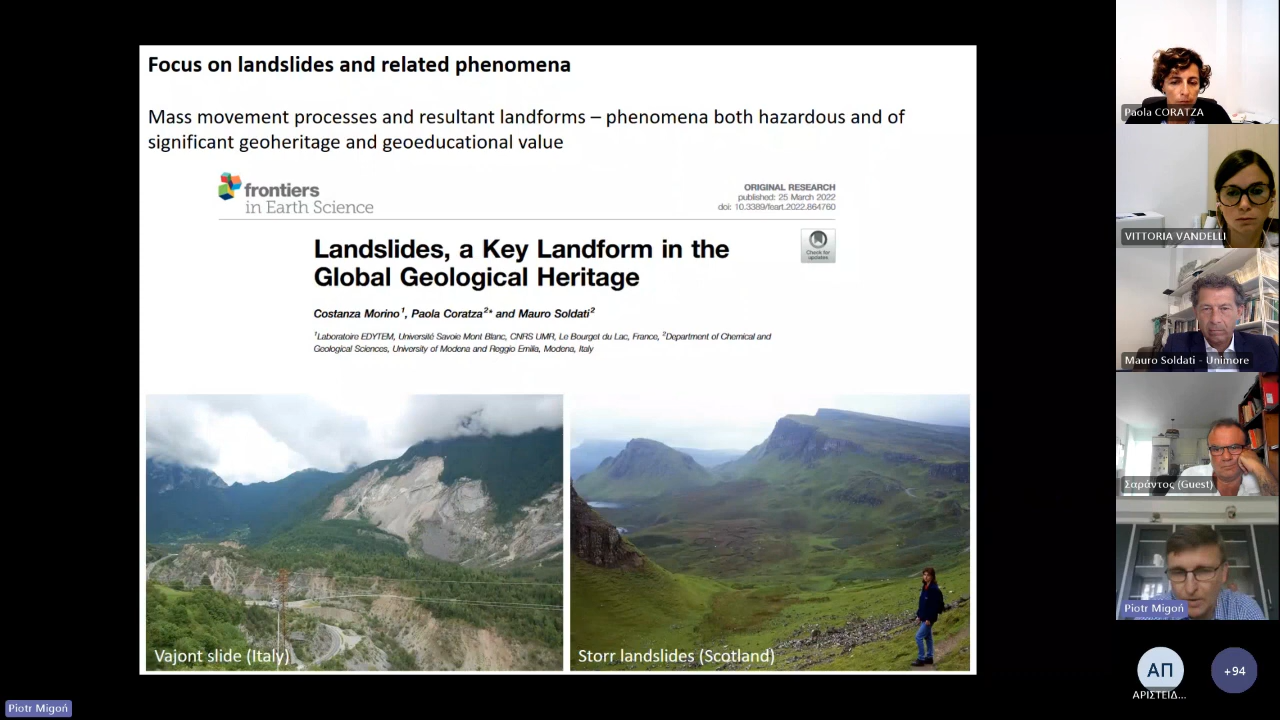 Focus on landslides and related phenomena
Mass movement processes and resultant landforms – phenomena both hazardous and of
significant geoheritage and geoeducational value
frontiers
in Earth Science
ORIGINAL RESEARCH
published: 25 March 2022
doi: 10.3389/feart.2022.864760
Check for
updates
Landslides, a Key Landform in the
Global Geological Heritage
Costanza Morino¹, Paola Coratza²* and Mauro Soldati²
¹Laboratoire EDYTEM, Université Savoie Mont Blanc, CNRS UMR, Le Bourget du Lac, France, ²Department of Chemical and
Geological Sciences, University of Modena and Reggio Emilia, Modena, Italy
Vajont slide (Italy)
Storr landslides (Scotland)
Paola CORATZA
VITTORIA VANDELLI
Mauro Soldati - Unimore
Σαράντος (Guest)
Piotr Migoń
ΑΠ
ΑΡΙΣΤΕΙΔ...
+94
Piotr Migoń